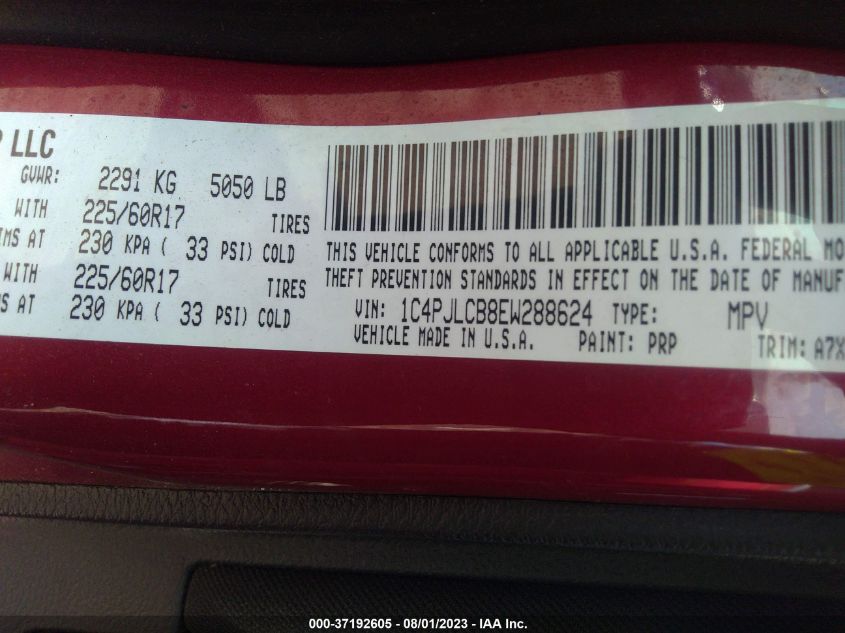 P LLC
GVWR: 2291 KG 5050 LB
WITH 225/60R17 TIRES
MS AT 230 KPA ( 33 PSI) COLD
WITH 225/60R17 TIRES
MS AT 230 KPA ( 33 PSI) COLD
THIS VEHICLE CONFORMS TO ALL APPLICABLE U.S.A. FEDERAL MO
THEFT PREVENTION STANDARDS IN EFFECT ON THE DATE OF MANUF
VIN: 1C4PJLCB8EW288624 TYPE: MPV
VEHICLE MADE IN U.S.A. PAINT: PRP TRIM: A7X
000-37192605 - 08/01/2023 - IAA Inc.